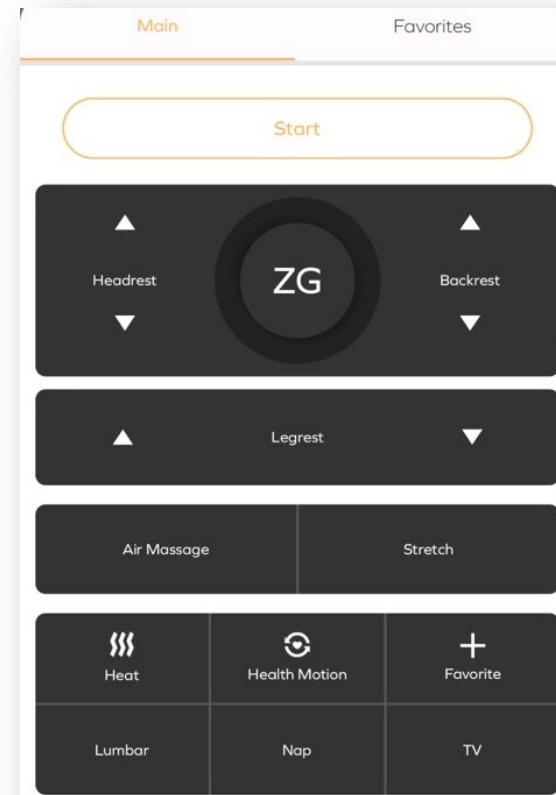 Main Favorites
Start
Headrest ZG Backrest
Legrest
Air Massage Stretch
Heat Health Motion Favorite
Lumbar Nap TV